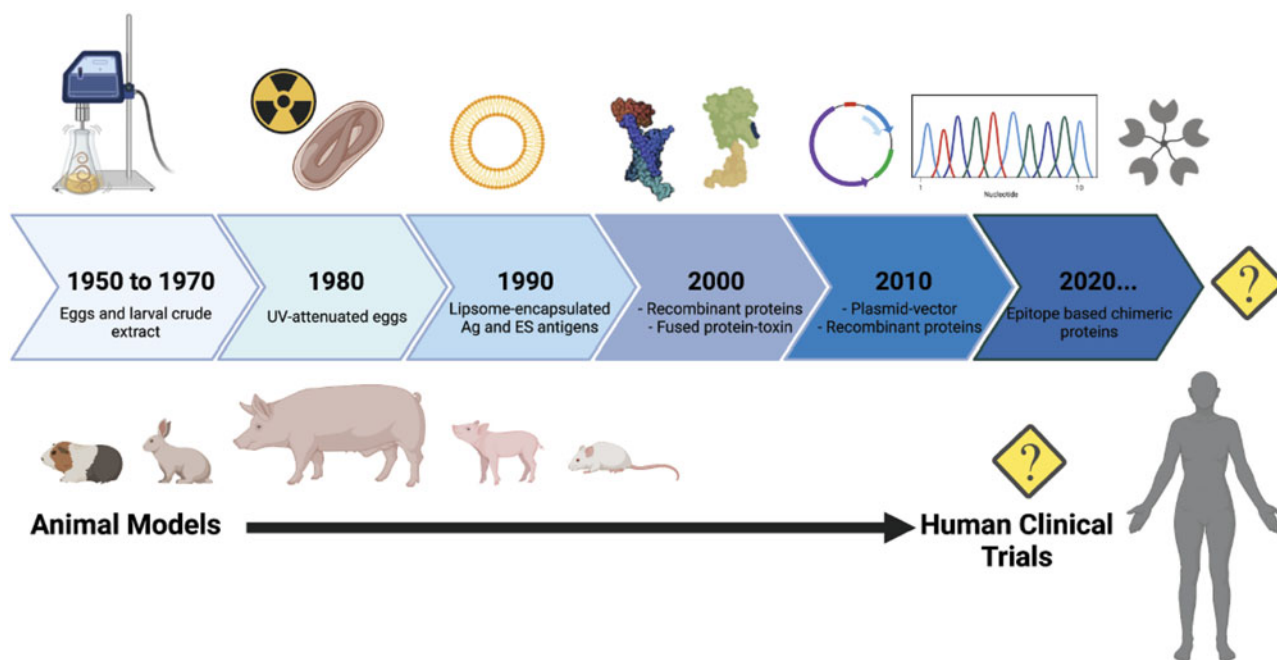 1
10
Nucleotide
1950 to 1970
Eggs and larval crude
extract
1980
UV-attenuated eggs
1990
Lipsome-encapsulated
Ag and ES antigens
2000
- Recombinant proteins
- Fused protein-toxin
2010
- Plasmid-vector
- Recombinant proteins
2020...
Epitope based chimeric
proteins
?
?
Animal Models
Human Clinical
Trials